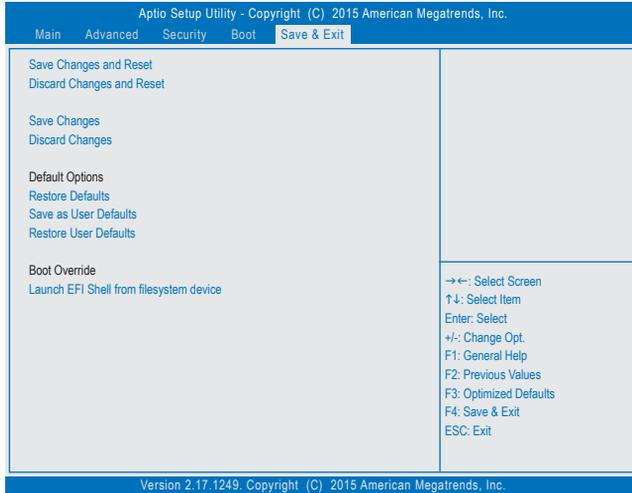 Aptio Setup Utility - Copyright (C) 2015 American Megatrends, Inc.
Main Advanced Security Boot Save & Exit
Save Changes and Reset
Discard Changes and Reset
Save Changes
Discard Changes
Default Options
Restore Defaults
Save as User Defaults
Restore User Defaults
Boot Override
Launch EFI Shell from filesystem device
→←: Select Screen
↑↓: Select Item
Enter: Select
+/-: Change Opt.
F1: General Help
F2: Previous Values
F3: Optimized Defaults
F4: Save & Exit
ESC: Exit
Version 2.17.1249. Copyright (C) 2015 American Megatrends, Inc.